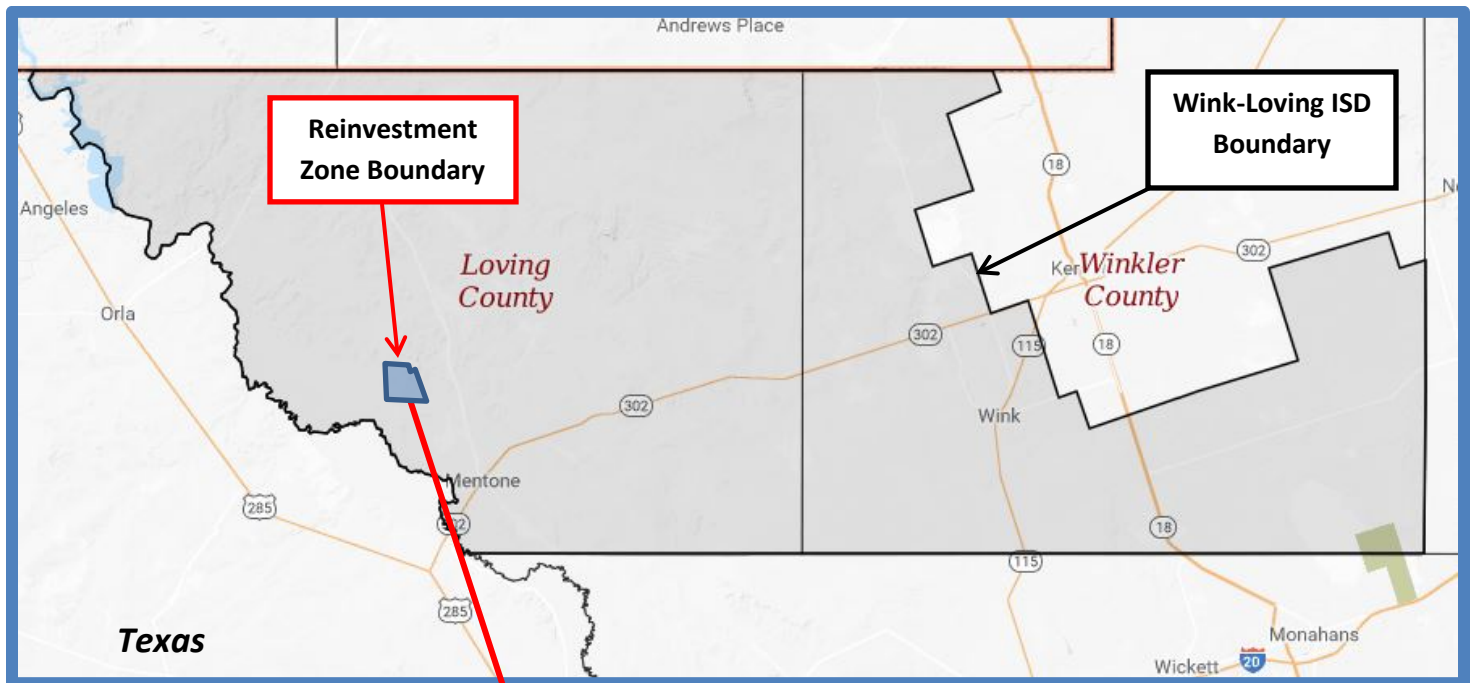 Andrews Place
Reinvestment
Zone Boundary
Wink-Loving ISD
Boundary
18
Angeles
Loving
County
Ker
Winkler
County
302
Orla
302
115
18
302
Wink
Mentone
285
302
18
115
285
Texas
Monahans
Wickett
20